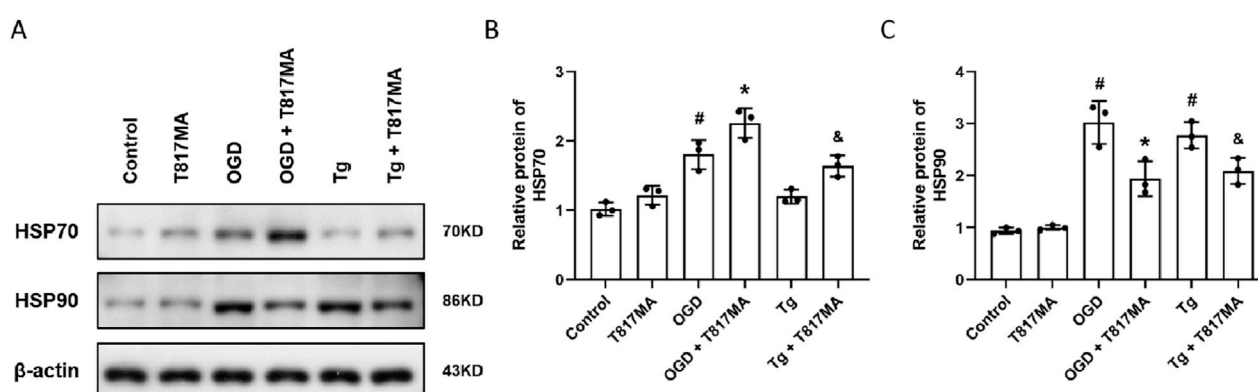 A
Control
T817MA
OGD
OGD + T817MA
Tg
Tg + T817MA
HSP70
70KD
HSP90
86KD
β-actin
43KD
B
Relative protein of
HSP70
3
2
1
0
#
*
&
Control
T817MA
OGD
OGD + T817MA
Tg
Tg + T817MA
C
Relative protein of
HSP90
4
3
2
1
0
#
*
#
&
Control
T817MA
OGD
OGD + T817MA
Tg
Tg + T817MA